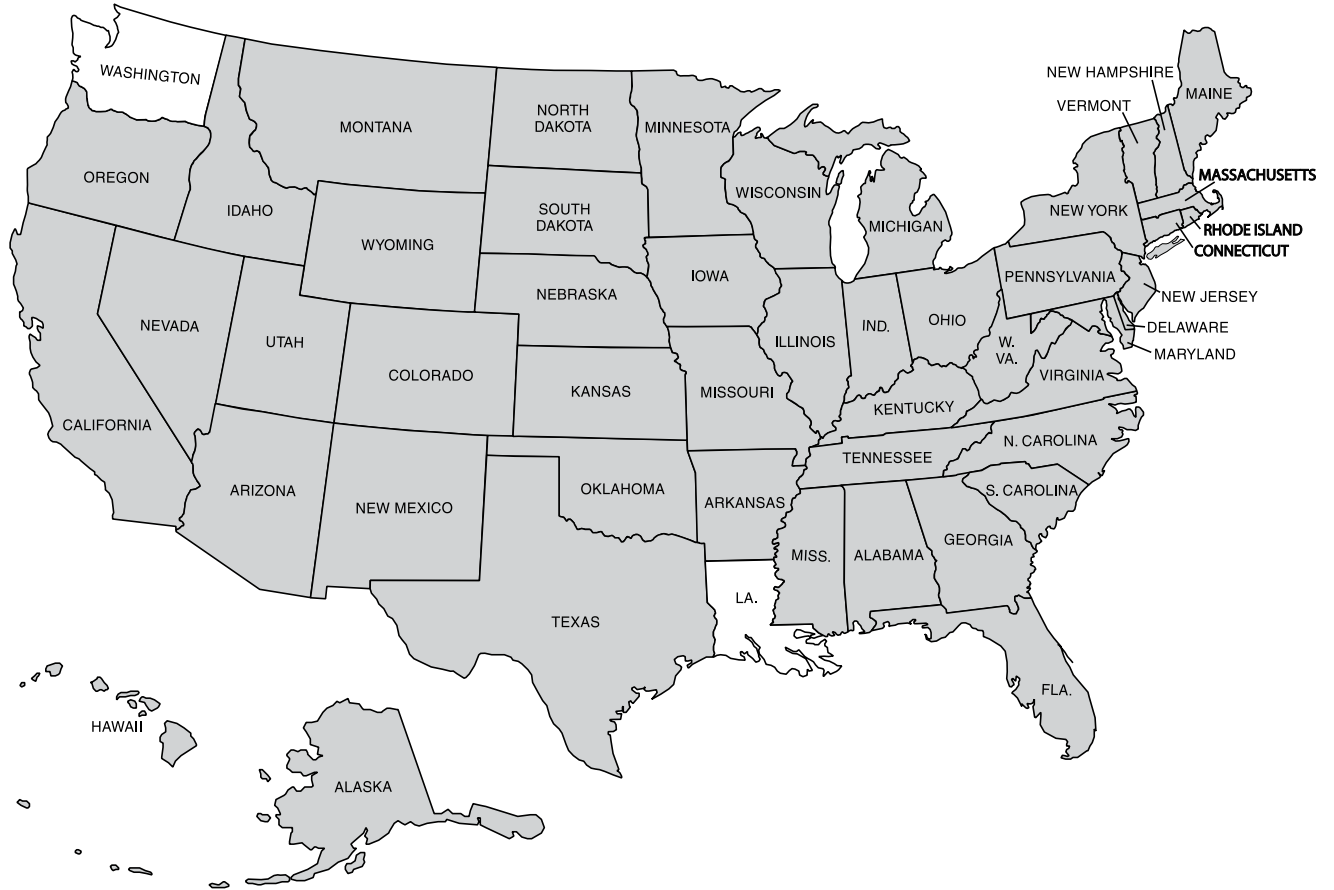 WASHINGTON
NEW HAMPSHIRE
VERMONT
MAINE
MONTANA
NORTH
DAKOTA
MINNESOTA
OREGON
IDAHO
WYOMING
SOUTH
DAKOTA
WISCONSIN
MICHIGAN
NEW YORK
MASSACHUSETTS
RHODE ISLAND
CONNECTICUT
IOWA
NEBRASKA
PENNSYLVANIA
NEW JERSEY
NEVADA
UTAH
COLORADO
KANSAS
MISSOURI
ILLINOIS
IND.
OHIO
W.
VA.
DELAWARE
MARYLAND
VIRGINIA
KENTUCKY
CALIFORNIA
ARIZONA
NEW MEXICO
OKLAHOMA
ARKANSAS
TENNESSEE
N. CAROLINA
S. CAROLINA
MISS.
ALABAMA
GEORGIA
TEXAS
LA.
FLA.
HAWAII
ALASKA